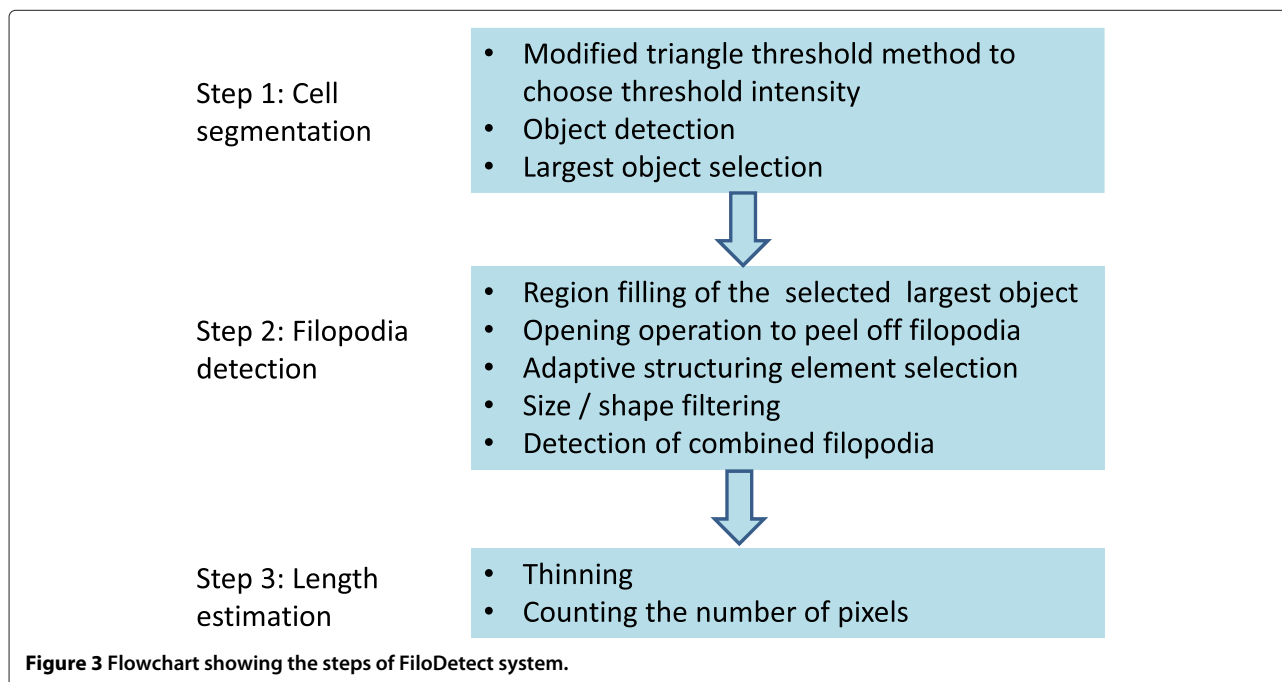 Step 1: Cell
segmentation
• Modified triangle threshold method to
choose threshold intensity
• Object detection
• Largest object selection
Step 2: Filopodia
detection
• Region filling of the selected largest object
• Opening operation to peel off filopodia
• Adaptive structuring element selection
• Size / shape filtering
• Detection of combined filopodia
Step 3: Length
estimation
• Thinning
• Counting the number of pixels
Figure 3 Flowchart showing the steps of FiloDetect system.